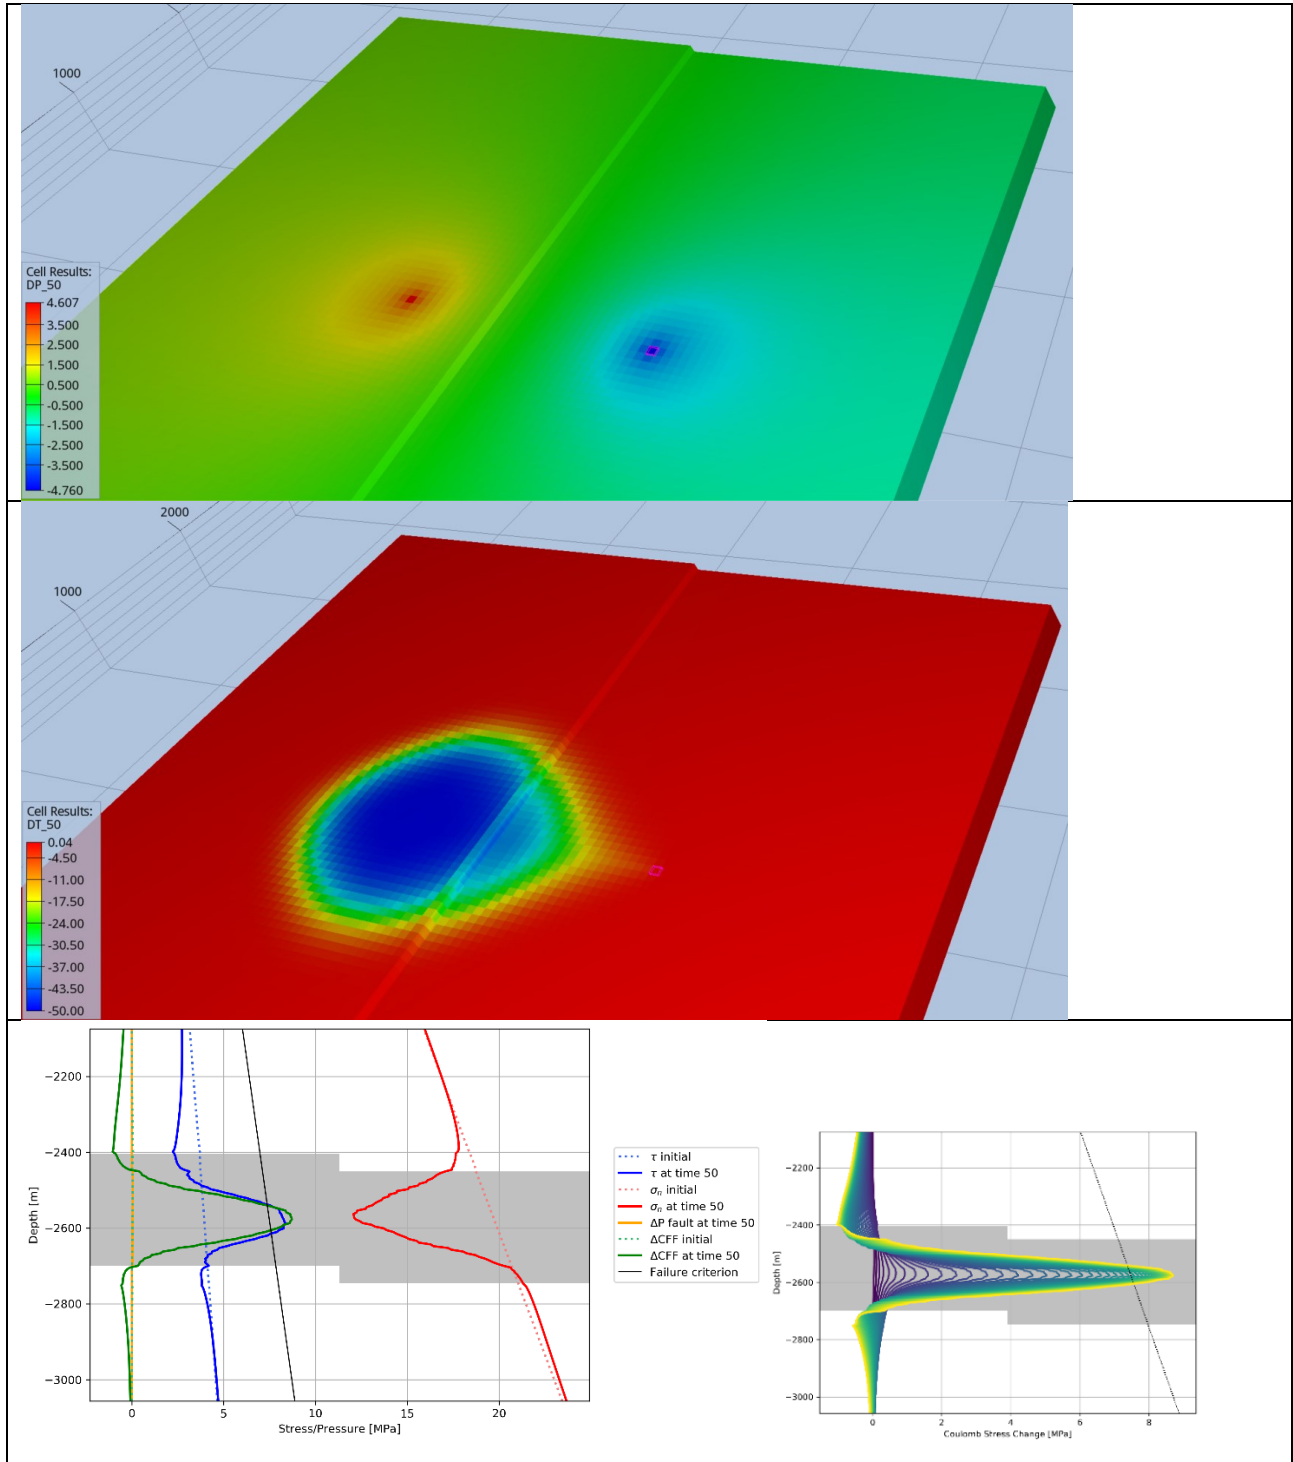 1000
Cell Results:
DP_50
4.607
3.500
2.500
1.500
0.500
-0.500
-1.500
-2.500
-3.500
-4.760
2000
1000
Cell Results:
DT_50
0.04
-4.50
-11.00
-17.50
-24.00
-30.50
-37.00
-43.50
-50.00
Depth [m]
−2200
−2400
−2600
−2800
−3000
0 5 10 15 20
Stress/Pressure [MPa]
τ initial
τ at time 50
σn initial
σn at time 50
ΔP fault at time 50
ΔCFF initial
ΔCFF at time 50
Failure criterion
Depth [m]
−2200
−2400
−2600
−2800
−3000
0 2 4 6 8
Coulomb Stress Change [MPa]